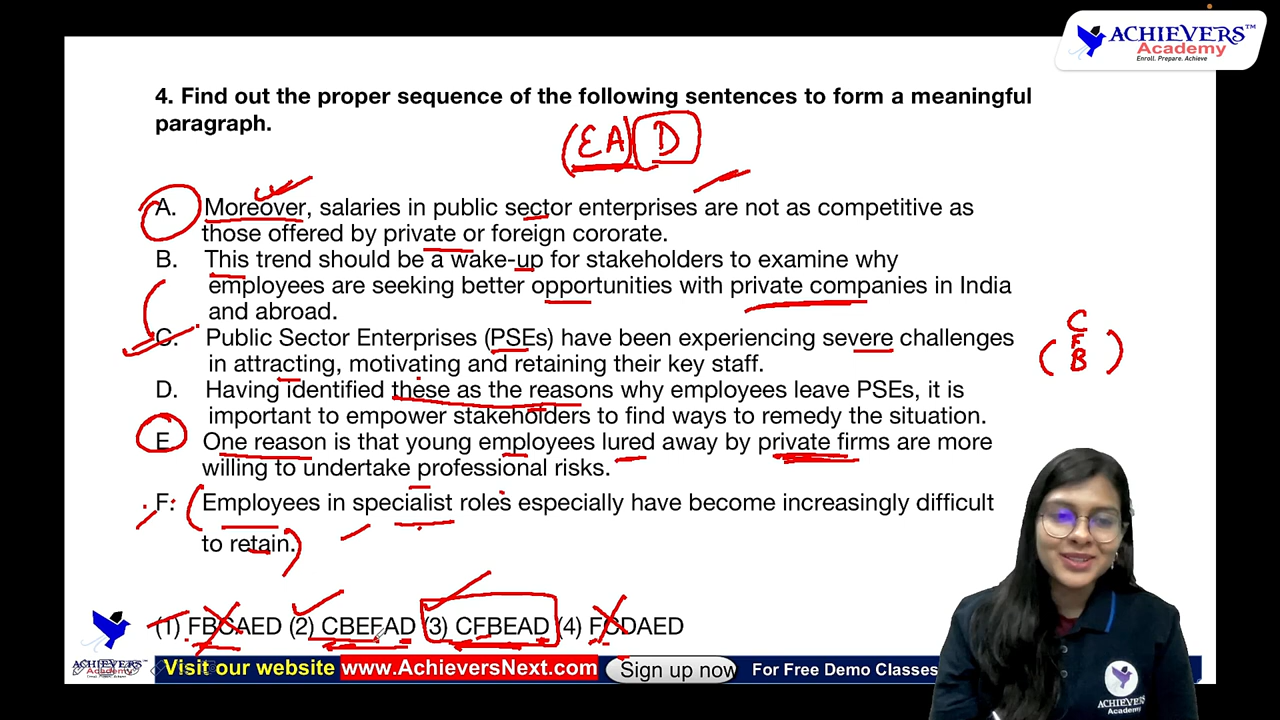 ACHIEVERS™
Academy
Enroll. Prepare. Achieve
4. Find out the proper sequence of the following sentences to form a meaningful
paragraph.
(EA) D
A. Moreover, salaries in public sector enterprises are not as competitive as
those offered by private or foreign cororate.
B. This trend should be a wake-up for stakeholders to examine why
employees are seeking better opportunities with private companies in India
and abroad.
C. Public Sector Enterprises (PSEs) have been experiencing severe challenges
in attracting, motivating and retaining their key staff.
C
F
(B)
D. Having identified these as the reasons why employees leave PSEs, it is
important to empower stakeholders to find ways to remedy the situation.
E. One reason is that young employees lured away by private firms are more
willing to undertake professional risks.
F. Employees in specialist roles especially have become increasingly difficult
to retain.
(1) FBCAED (2) CBEFAD (3) CFBEAD (4) FCDAED
ACHIEVERS
Academy
Visit our website www.AchieversNext.com Sign up now For Free Demo Classes
ACHIEVERS
Academy